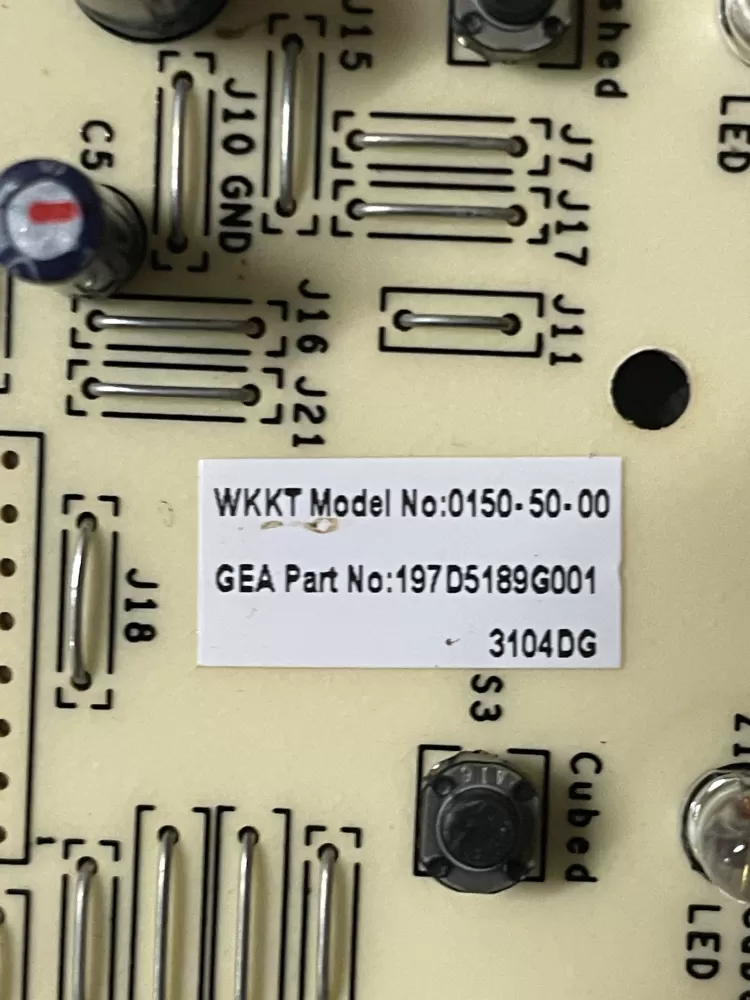 J15
shed
J10 GND
C5
J7
J17
LED
J16
J11
J21
WKKT Model No:0150-50-00
GEA Part No:197D5189G001
3104DG
J18
S3
Cubed
1
LED